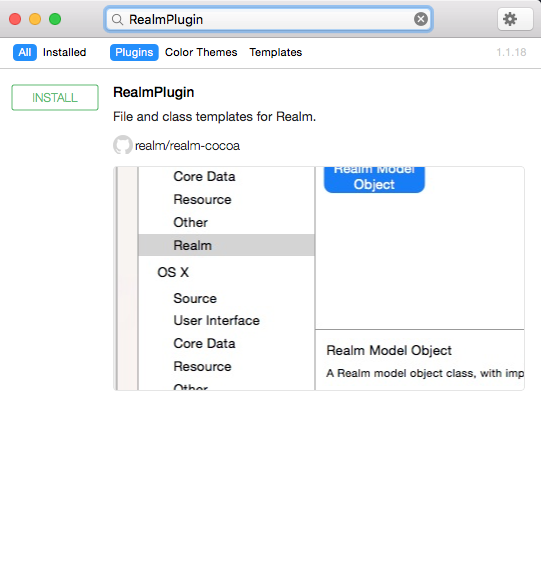 RealmPlugin
All Installed Plugins Color Themes Templates 1.1.18
INSTALL
RealmPlugin
File and class templates for Realm.
realm/realm-cocoa
Core Data
Resource
Other
Realm
OS X
Source
User Interface
Core Data
Resource
Other
Realm Model
Object
Realm Model Object
A Realm model object class, with imp